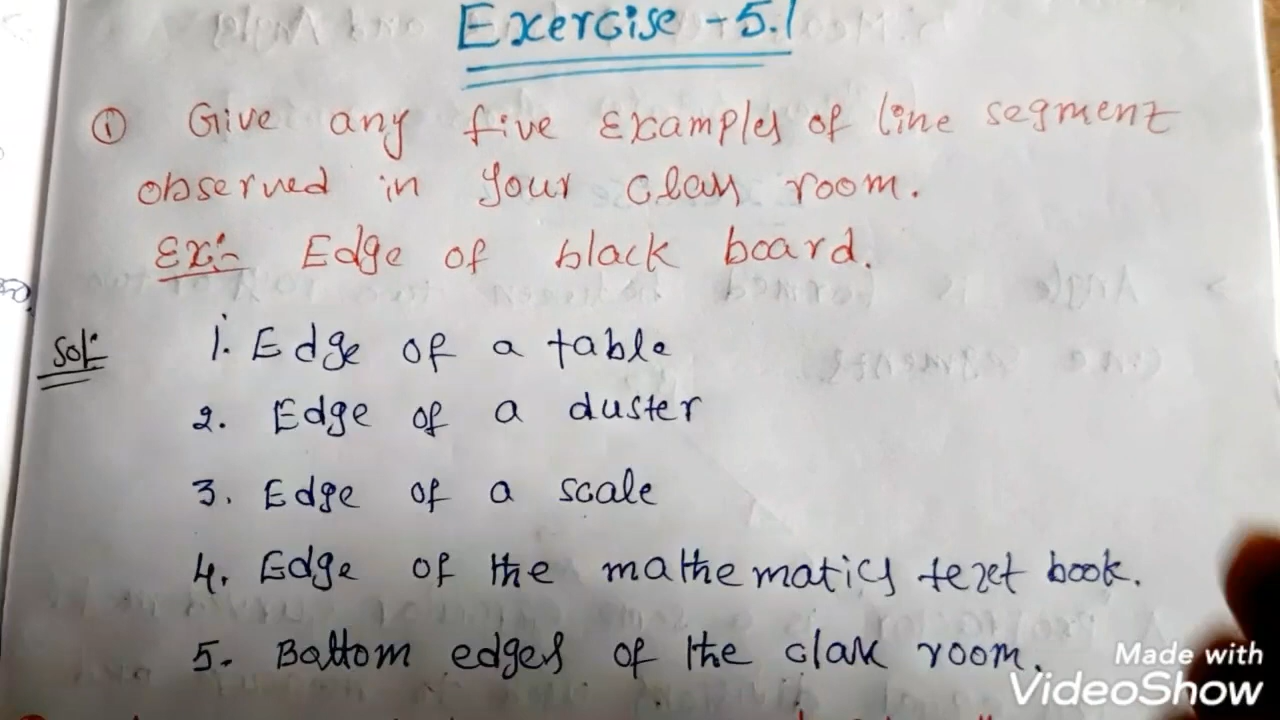 Exercise - 5.1
① Give any five Examples of line segment
observed in your class room.
Ex:- Edge of black board.
Sol:
1. Edge of a table
2. Edge of a duster
3. Edge of a scale
4. Edge of the mathematics text book.
5. Bottom edges of the class room.
Made with
VideoShow